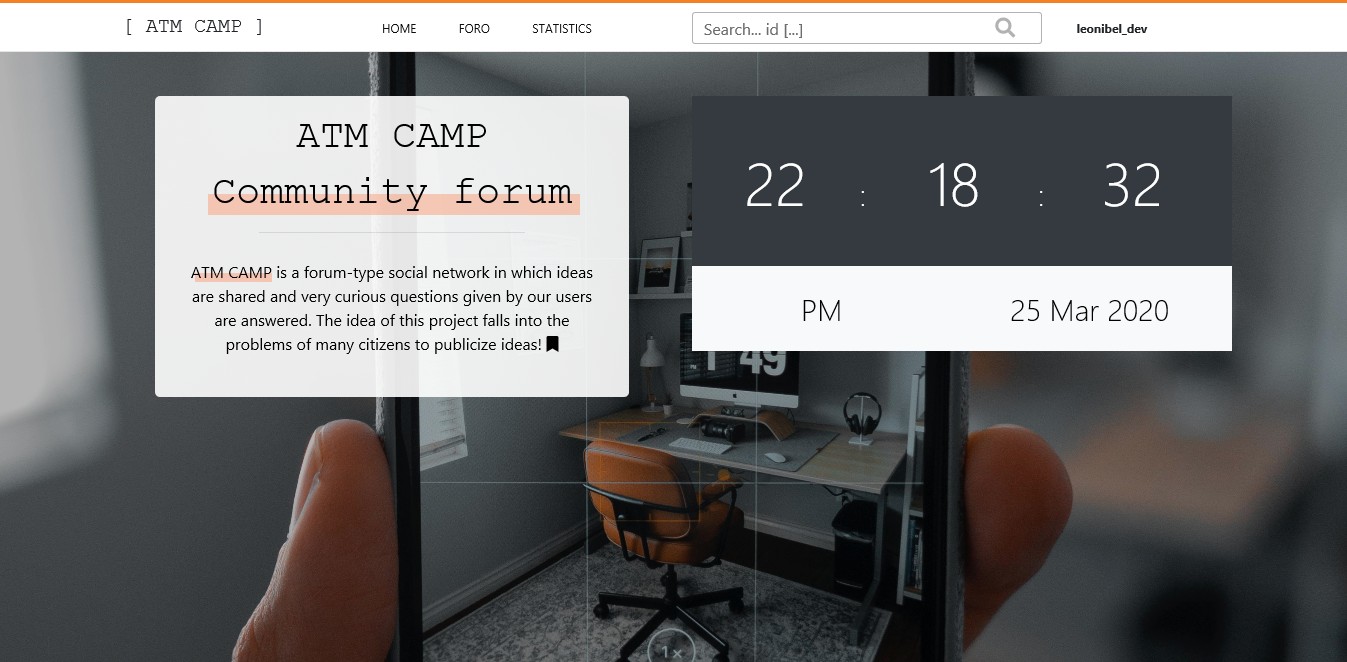 [ ATM CAMP ]
HOME FORO STATISTICS
Search... id [...]
leonibel_dev
ATM CAMP
Community forum
ATM CAMP is a forum-type social network in which ideas
are shared and very curious questions given by our users
are answered. The idea of this project falls into the
problems of many citizens to publicize ideas!
22 : 18 : 32
PM 25 Mar 2020
49
1×